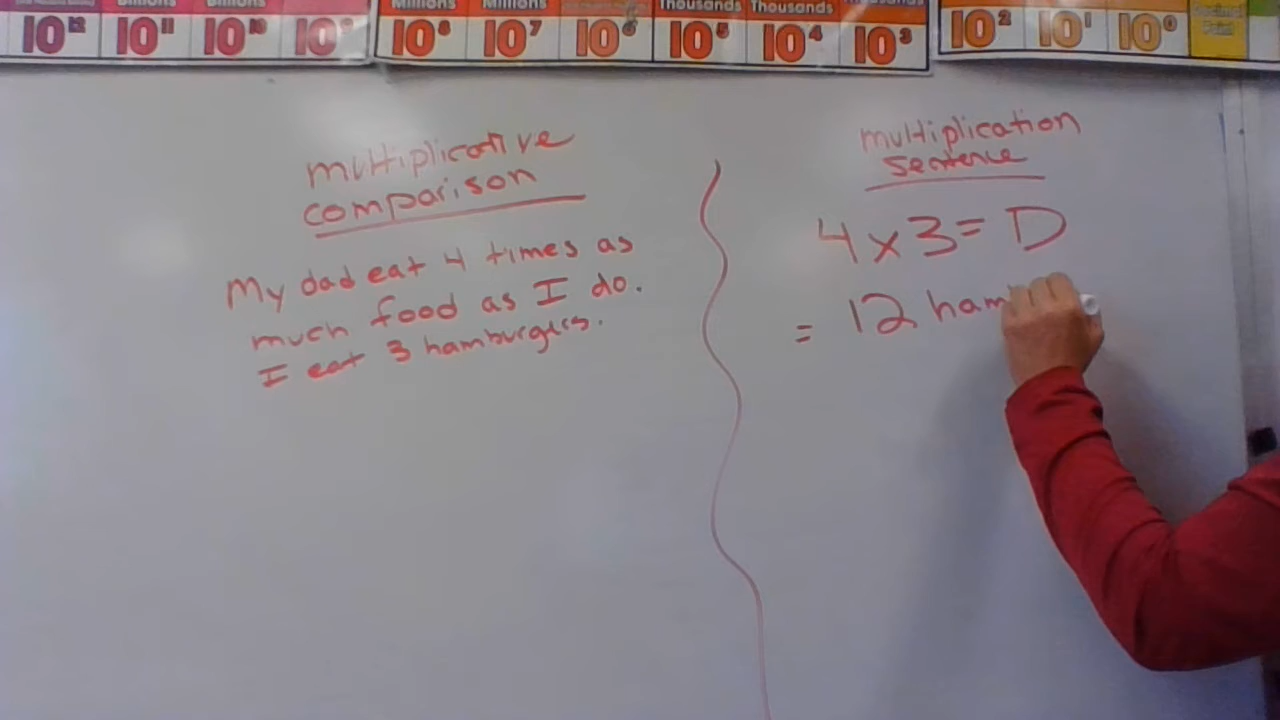 Millions Millions Thousands Thousands Thousands
10¹² 10¹¹ 10¹⁰ 10⁹ 10⁸ 10⁷ 10⁶ 10⁵ 10⁴ 10³ 10² 10¹ 10⁰
multiplicative
comparison
My dad eat 4 times as
much food as I do.
I eat 3 hamburgers.
multiplication
sentence
4 x 3 = D
= 12 ham